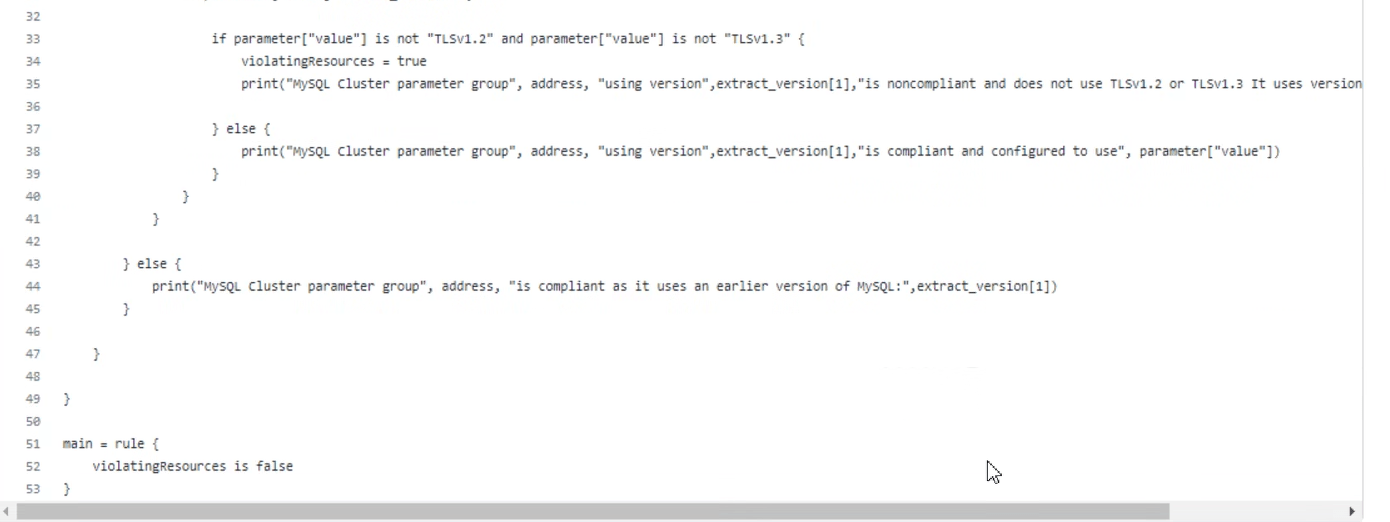 32
33 if parameter["value"] is not "TLSv1.2" and parameter["value"] is not "TLSv1.3" {
34 violatingResources = true
35 print("MySQL Cluster parameter group", address, "using version",extract_version[1],"is noncompliant and does not use TLSv1.2 or TLSv1.3 It uses version
36
37 } else {
38 print("MySQL Cluster parameter group", address, "using version",extract_version[1],"is compliant and configured to use", parameter["value"])
39 }
40 }
41 }
42
43 } else {
44 print("MySQL Cluster parameter group", address, "is compliant as it uses an earlier version of MySQL:",extract_version[1])
45 }
46
47 }
48
49 }
50
51 main = rule {
52 violatingResources is false
53 }